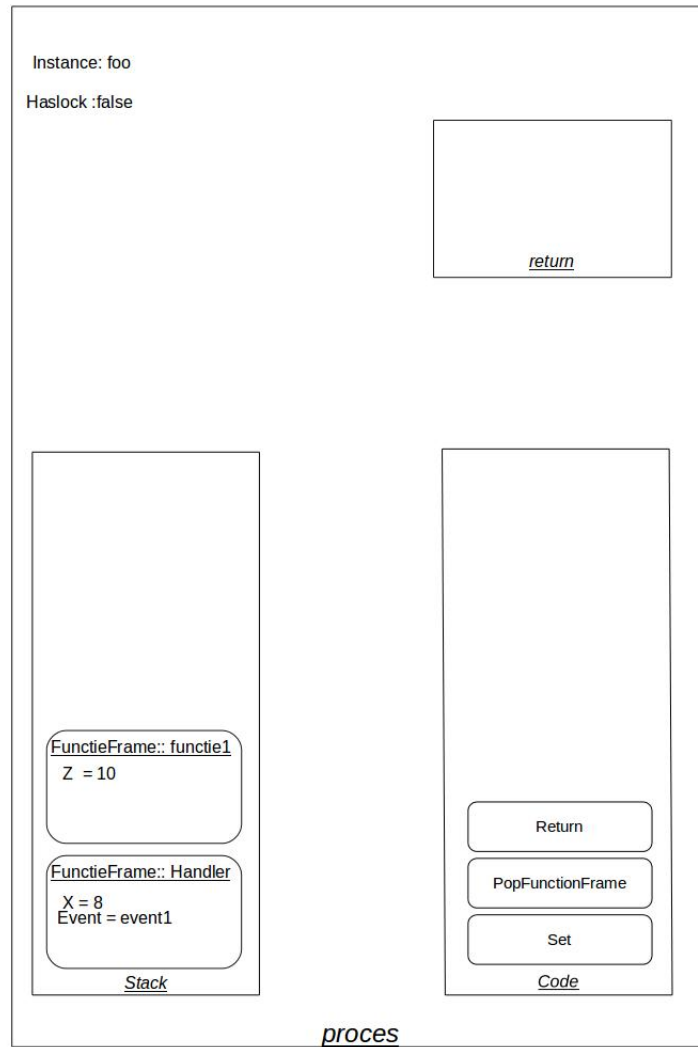 Instance: foo
Haslock :false
return
FunctieFrame:: functie1
Z = 10
FunctieFrame:: Handler
X = 8
Event = event1
Stack
Return
PopFunctionFrame
Set
Code
proces